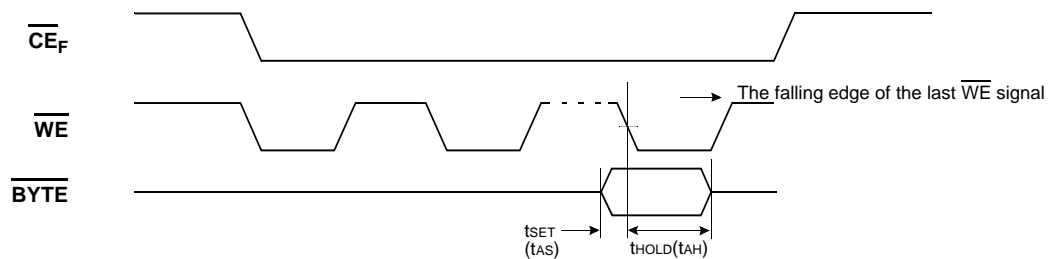 CEF
The falling edge of the last WE signal
WE
BYTE
tSET
(tAS)
tHOLD(tAH)